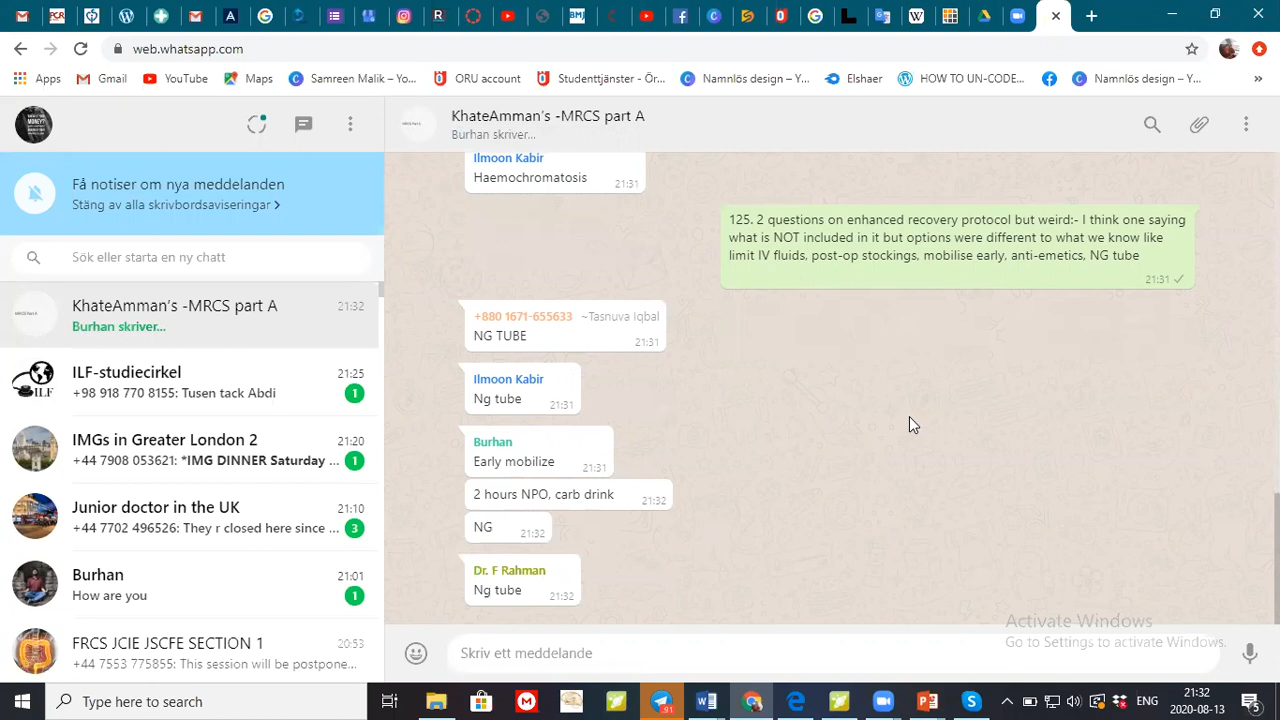 web.whatsapp.com
Apps
Gmail
YouTube
Maps
Samreen Malik – Yo...
ORU account
Studenttjänster - Ör...
Namnlös design – Y...
Elshaer
HOW TO UN-CODE...
Namnlös design – Y...
»
Få notiser om nya meddelanden
Stäng av alla skrivbordsaviseringar >
Sök eller starta en ny chatt
KhateAmman's -MRCS part A
21:32
Burhan skriver...
ILF-studiecirkel
21:25
+98 918 770 8155: Tusen tack Abdi
1
IMGs in Greater London 2
21:20
+44 7908 053621: *IMG DINNER Saturday ...
1
Junior doctor in the UK
21:10
+44 7702 496526: They r closed here since ...
3
Burhan
21:01
How are you
1
FRCS JCIE JSCFE SECTION 1
20:53
+44 7553 775855: This session will be postpone...
KhateAmman's -MRCS part A
Burhan skriver...
Ilmoon Kabir
Haemochromatosis
21:31
125. 2 questions on enhanced recovery protocol but weird:- I think one saying
what is NOT included in it but options were different to what we know like
limit IV fluids, post-op stockings, mobilise early, anti-emetics, NG tube
21:31
+880 1671-655633 ~Tasnuva Iqbal
NG TUBE
21:31
Ilmoon Kabir
Ng tube
21:31
Burhan
Early mobilize
21:31
2 hours NPO, carb drink
21:32
NG
21:32
Dr. F Rahman
Ng tube
21:32
Activate Windows
Go to Settings to activate Windows.
Skriv ett meddelande
Type here to search
ENG
21:32
2020-08-13